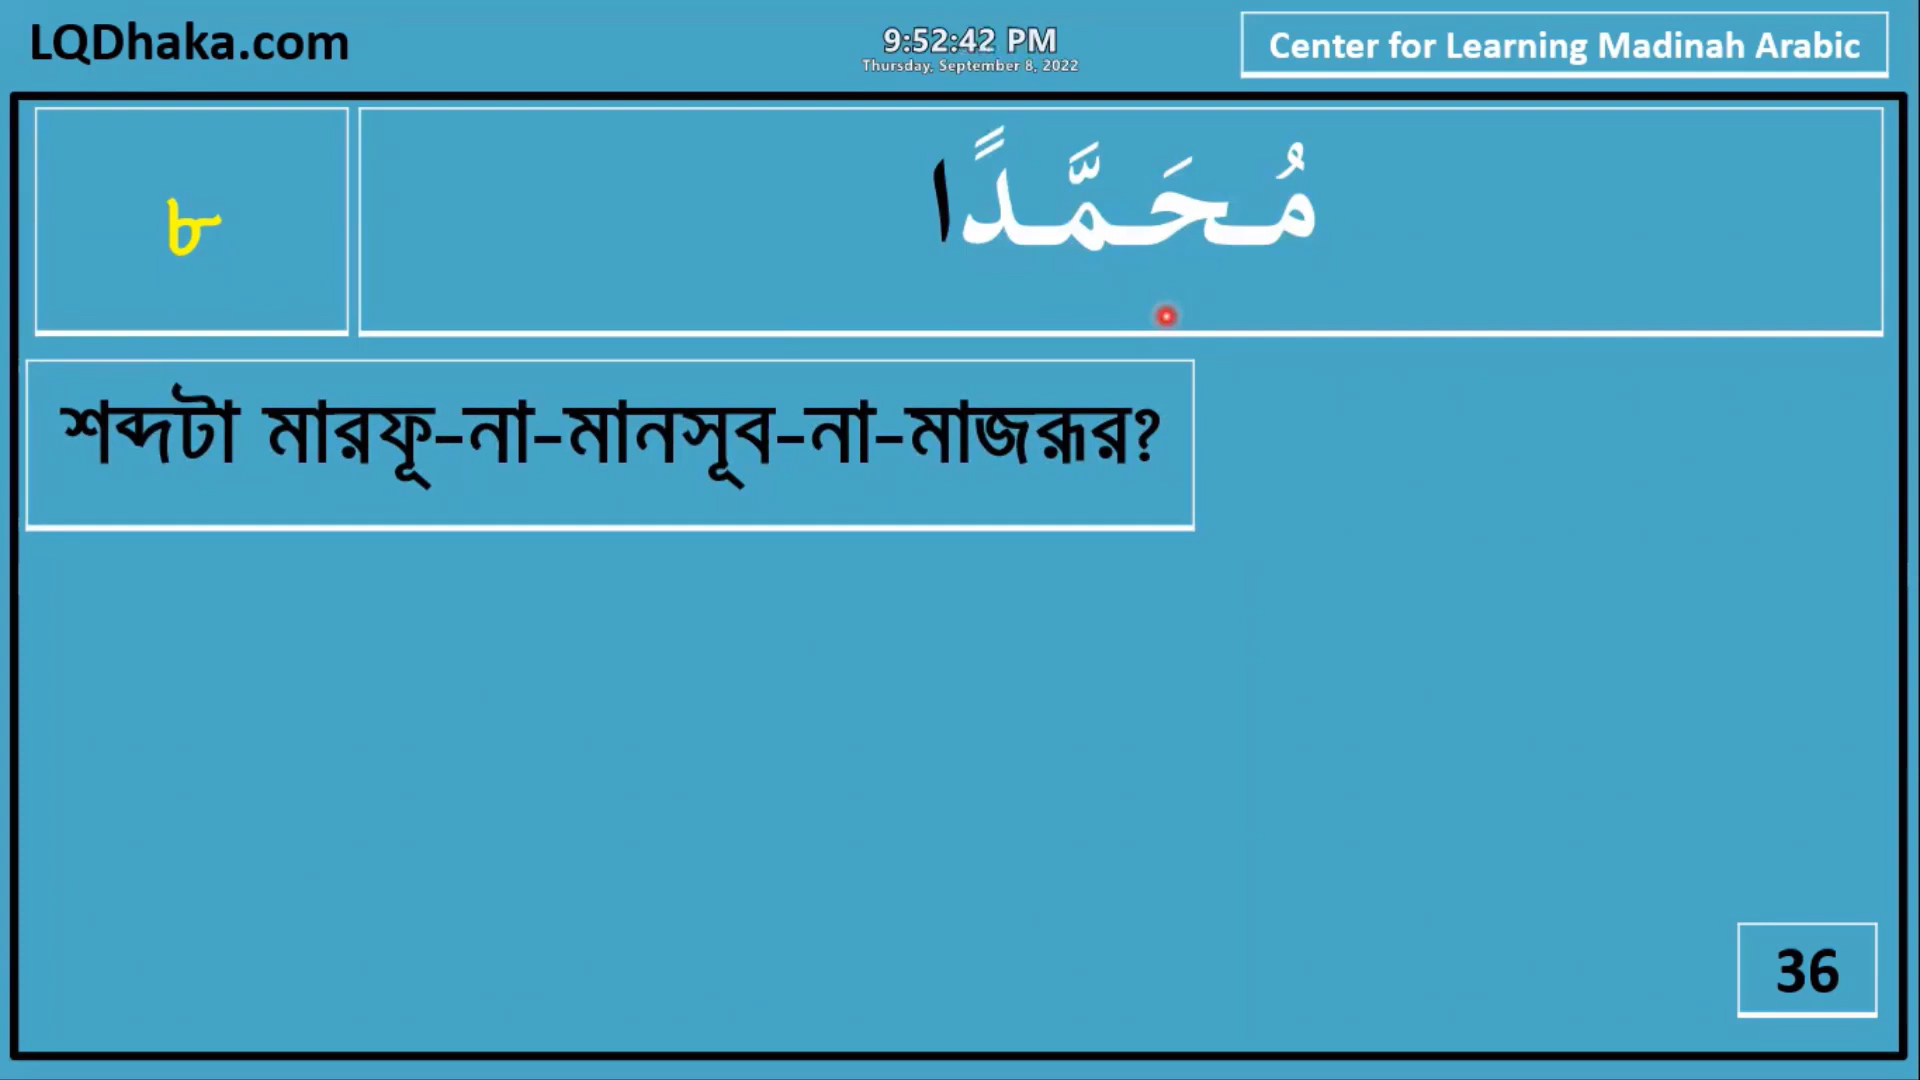 LQDhaka.com
9:52:42 PM
Thursday, September 8, 2022
Center for Learning Madinah Arabic
৮
مُحَمَّدًا
শব্দটা মারফূ-না-মানসূব-না-মাজরূর?
36